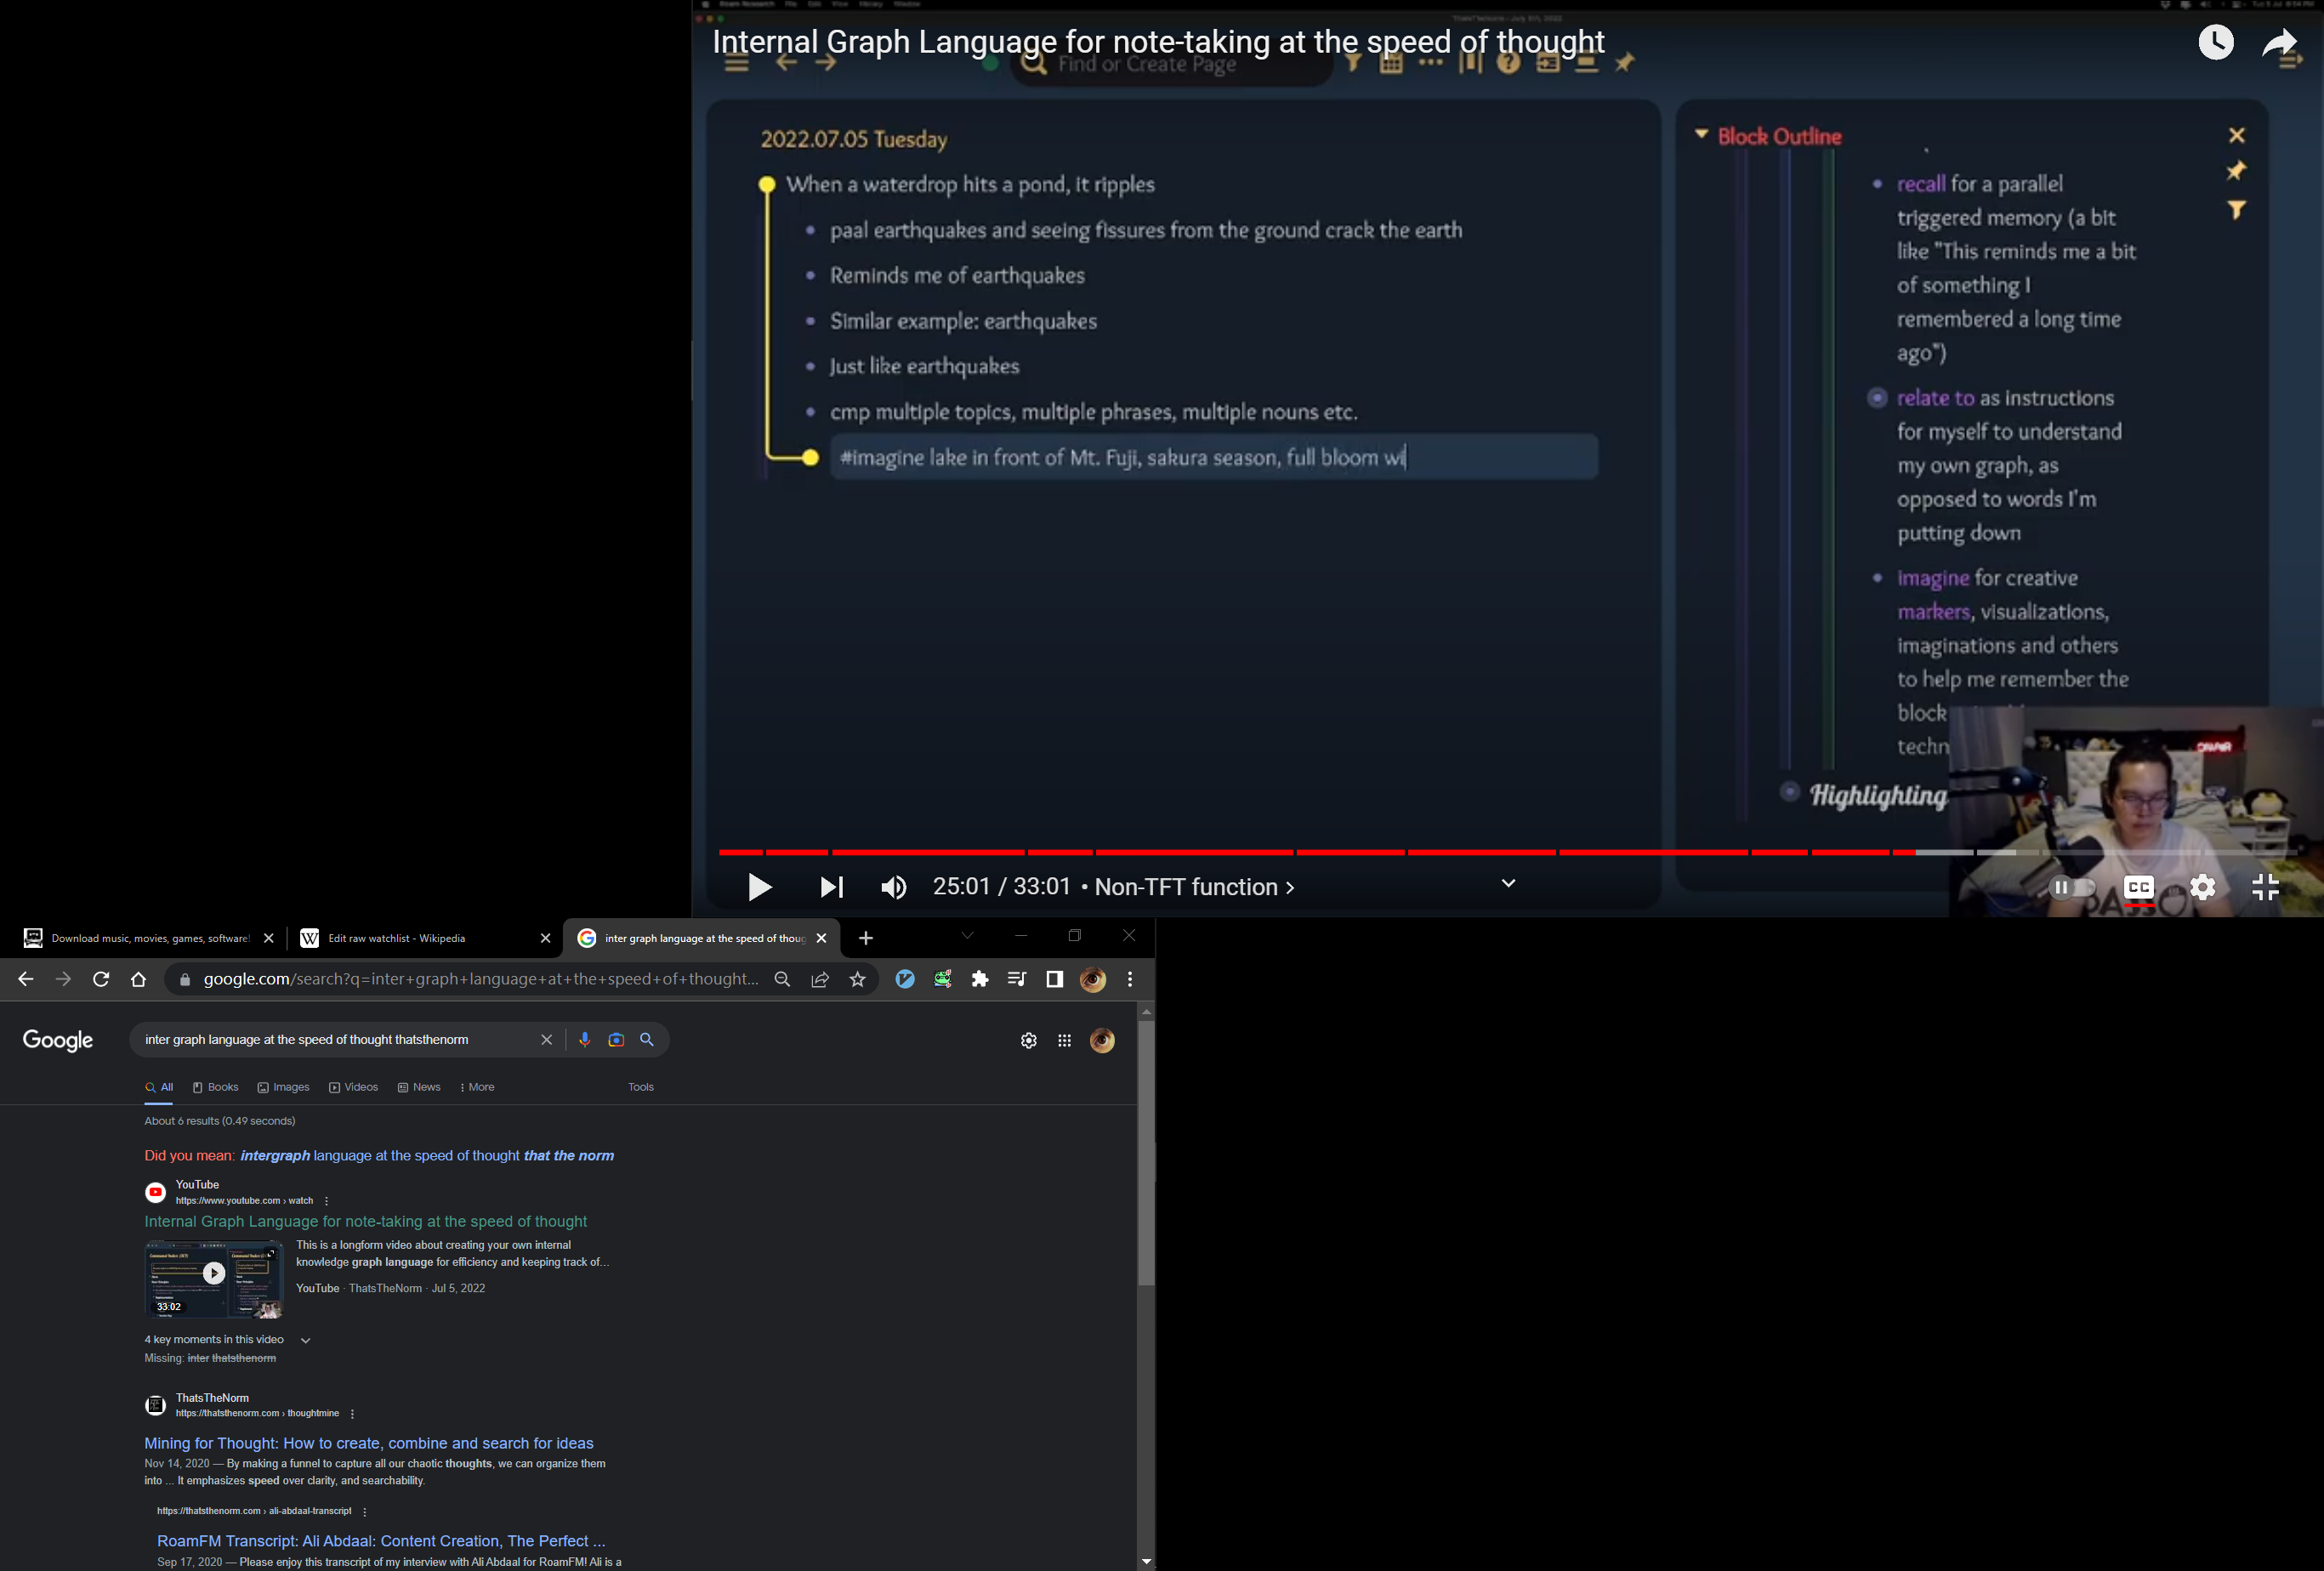 Roam Research File Edit View History Window
Internal Graph Language for note-taking at the speed of thought
Find or Create Page
2022.07.05 Tuesday
When a waterdrop hits a pond, it ripples
paal earthquakes and seeing fissures from the ground crack the earth
Reminds me of earthquakes
Similar example: earthquakes
Just like earthquakes
cmp multiple topics, multiple phrases, multiple nouns etc.
#imagine lake in front of Mt. Fuji, sakura season, full bloom wi
Block Outline
recall for a parallel
triggered memory (a bit
like "This reminds me a bit
of something I
remembered a long time
ago")
relate to as instructions
for myself to understand
my own graph, as
opposed to words I'm
putting down
imagine for creative
markers, visualizations,
imaginations and others
to help me remember the
block
techn
Highlighting
ON AIR
25:01 / 33:01 • Non-TFT function ›
CC
Download music, movies, games, software!
Edit raw watchlist - Wikipedia
inter graph language at the speed of thoug
google.com/search?q=inter+graph+language+at+the+speed+of+thought...
Google
inter graph language at the speed of thought thatsthenorm
All Books Images Videos News More Tools
About 6 results (0.49 seconds)
Did you mean: intergraph language at the speed of thought that the norm
YouTube
https://www.youtube.com › watch
Internal Graph Language for note-taking at the speed of thought
This is a longform video about creating your own internal
knowledge graph language for efficiency and keeping track of...
YouTube · ThatsTheNorm · Jul 5, 2022
33:02
4 key moments in this video
Missing: inter thatsthenorm
ThatsTheNorm
https://thatsthenorm.com › thoughtmine
Mining for Thought: How to create, combine and search for ideas
Nov 14, 2020 — By making a funnel to capture all our chaotic thoughts, we can organize them
into ... It emphasizes speed over clarity, and searchability.
https://thatsthenorm.com › ali-abdaal-transcript
RoamFM Transcript: Ali Abdaal: Content Creation, The Perfect ...
Sep 17, 2020 — Please enjoy this transcript of my interview with Ali Abdaal for RoamFM! Ali is a